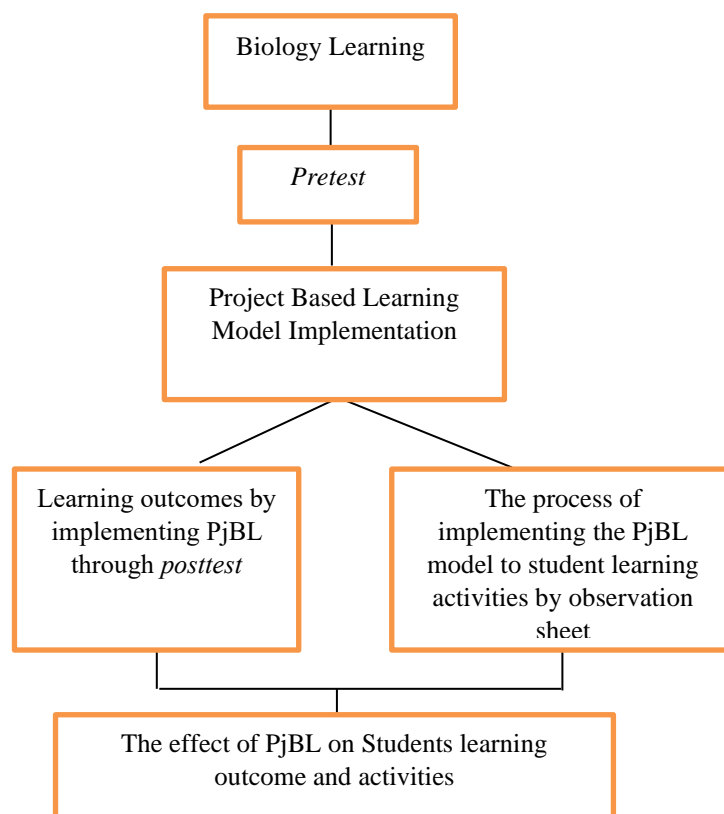 Biology Learning
Pretest
Project Based Learning
Model Implementation
Learning outcomes by
implementing PjBL
through posttest
The process of
implementing the PjBL
model to student learning
activities by observation
sheet
The effect of PjBL on Students learning
outcome and activities